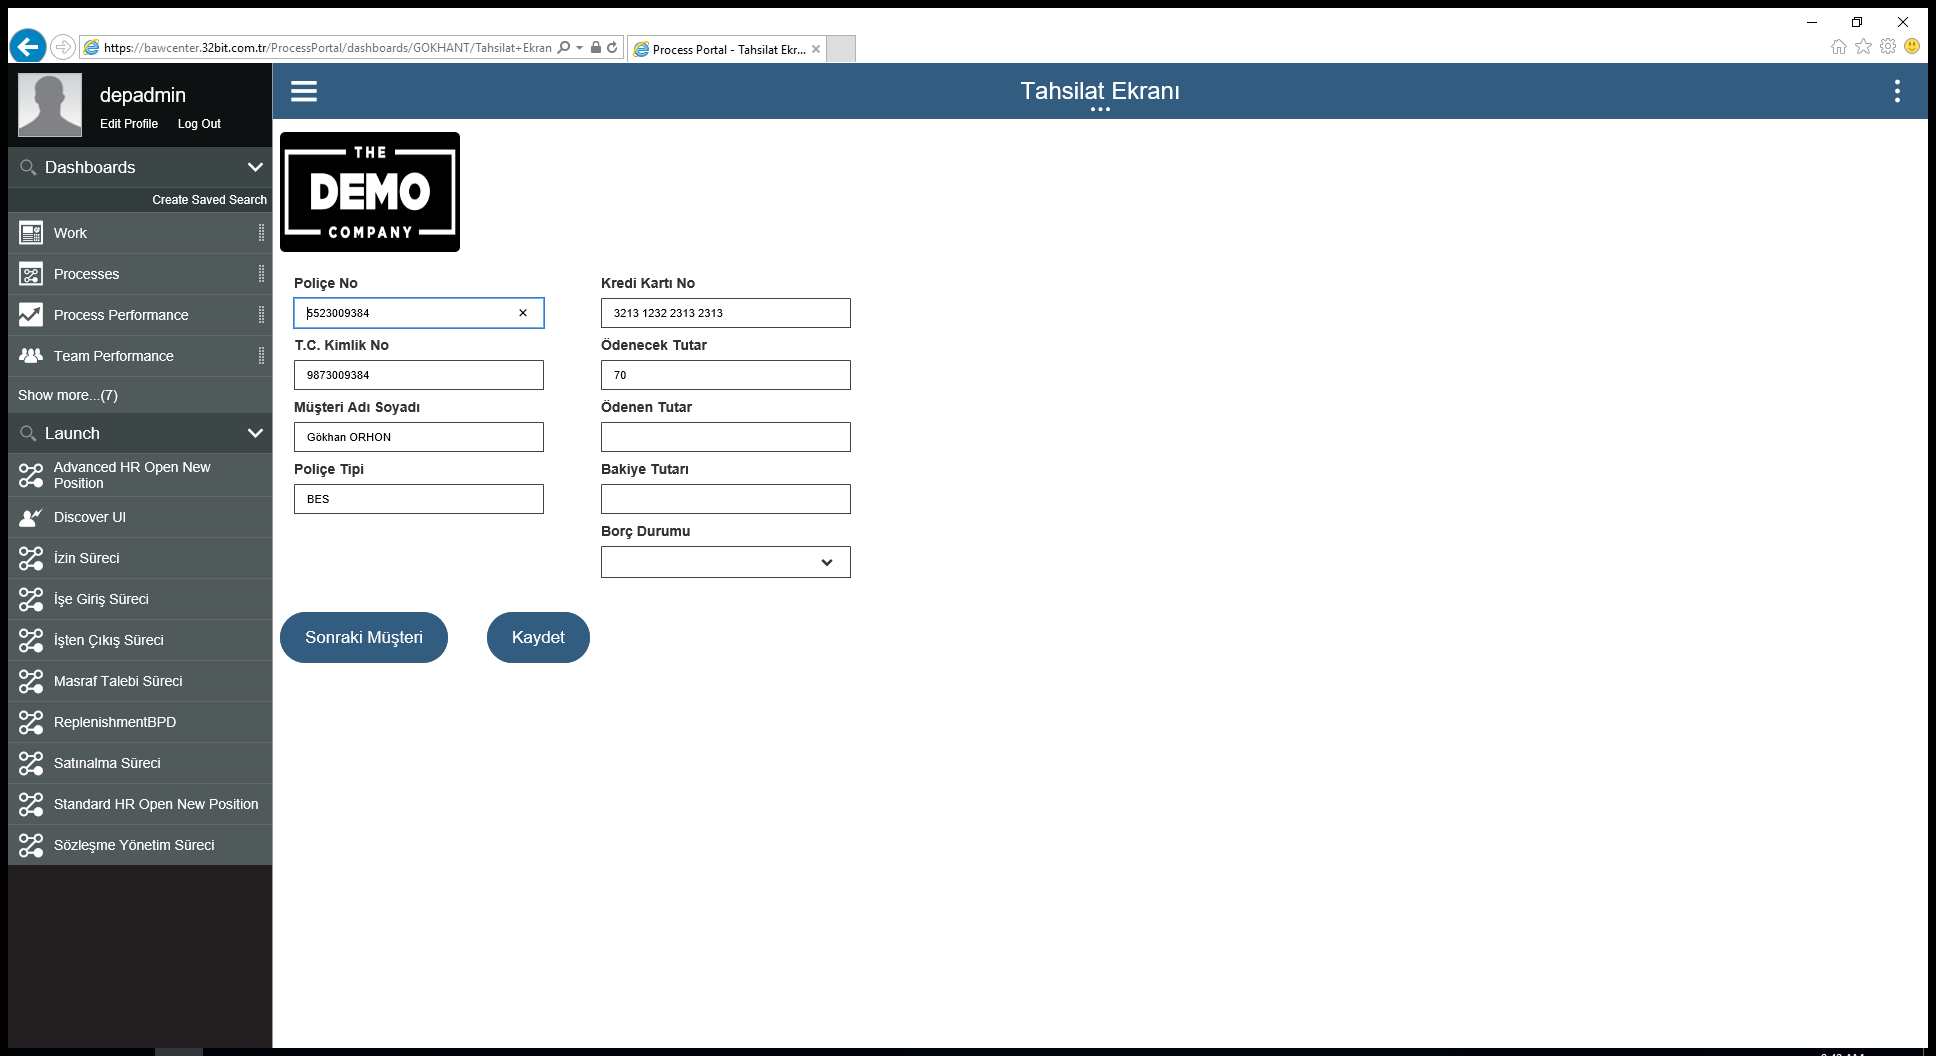 https://bawcenter.32bit.com.tr/ProcessPortal/dashboards/GOKHANT/Tahsilat+Ekran
Process Portal - Tahsilat Ekr...
depadmin
Edit Profile Log Out
Dashboards
Create Saved Search
Work
Processes
Process Performance
Team Performance
Show more...(7)
Launch
Advanced HR Open New
Position
Discover UI
İzin Süreci
İşe Giriş Süreci
İşten Çıkış Süreci
Masraf Talebi Süreci
ReplenishmentBPD
Satınalma Süreci
Standard HR Open New Position
Sözleşme Yönetim Süreci
Tahsilat Ekranı
THE
DEMO
COMPANY
Poliçe No
5523009384
T.C. Kimlik No
9873009384
Müşteri Adı Soyadı
Gökhan ORHON
Poliçe Tipi
BES
Kredi Kartı No
3213 1232 2313 2313
Ödenecek Tutar
70
Ödenen Tutar
Bakiye Tutarı
Borç Durumu
Sonraki Müşteri
Kaydet